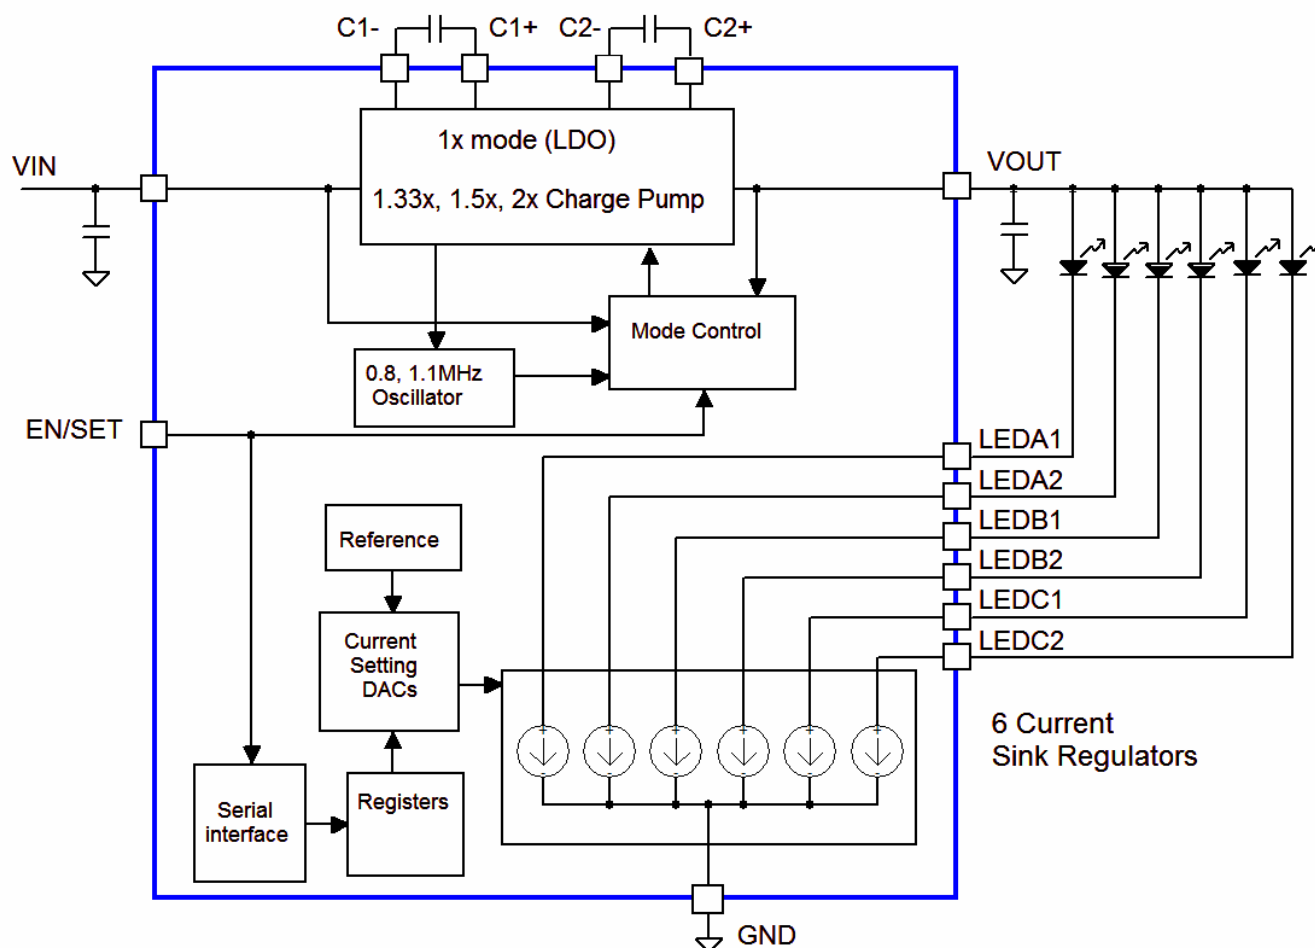 C1- C1+ C2- C2+
1x mode (LDO)
VIN
VOUT
1.33x, 1.5x, 2x Charge Pump
Mode Control
0.8, 1.1MHz
Oscillator
EN/SET
LEDA1
LEDA2
LEDB1
LEDB2
LEDC1
LEDC2
Reference
Current
Setting
DACs
6 Current
Sink Regulators
Registers
Serial
interface
GND